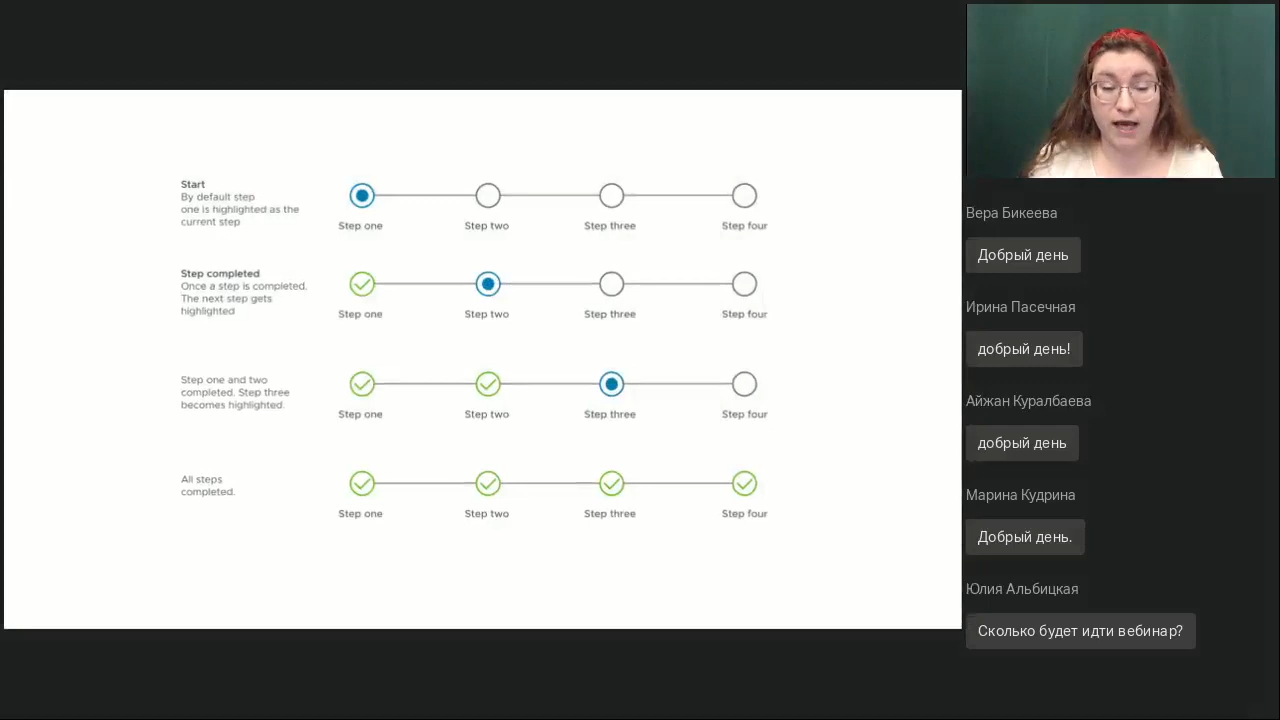 Start
By default step
one is highlighted as the
current step
Step one
Step two
Step three
Step four
Step completed
Once a step is completed.
The next step gets
highlighted
Step one
Step two
Step three
Step four
Step one and two
completed. Step three
becomes highlighted.
Step one
Step two
Step three
Step four
All steps
completed.
Step one
Step two
Step three
Step four
Вера Бикеева
Добрый день
Ирина Пасечная
добрый день!
Айжан Куралбаева
добрый день
Марина Кудрина
Добрый день.
Юлия Альбицкая
Сколько будет идти вебинар?